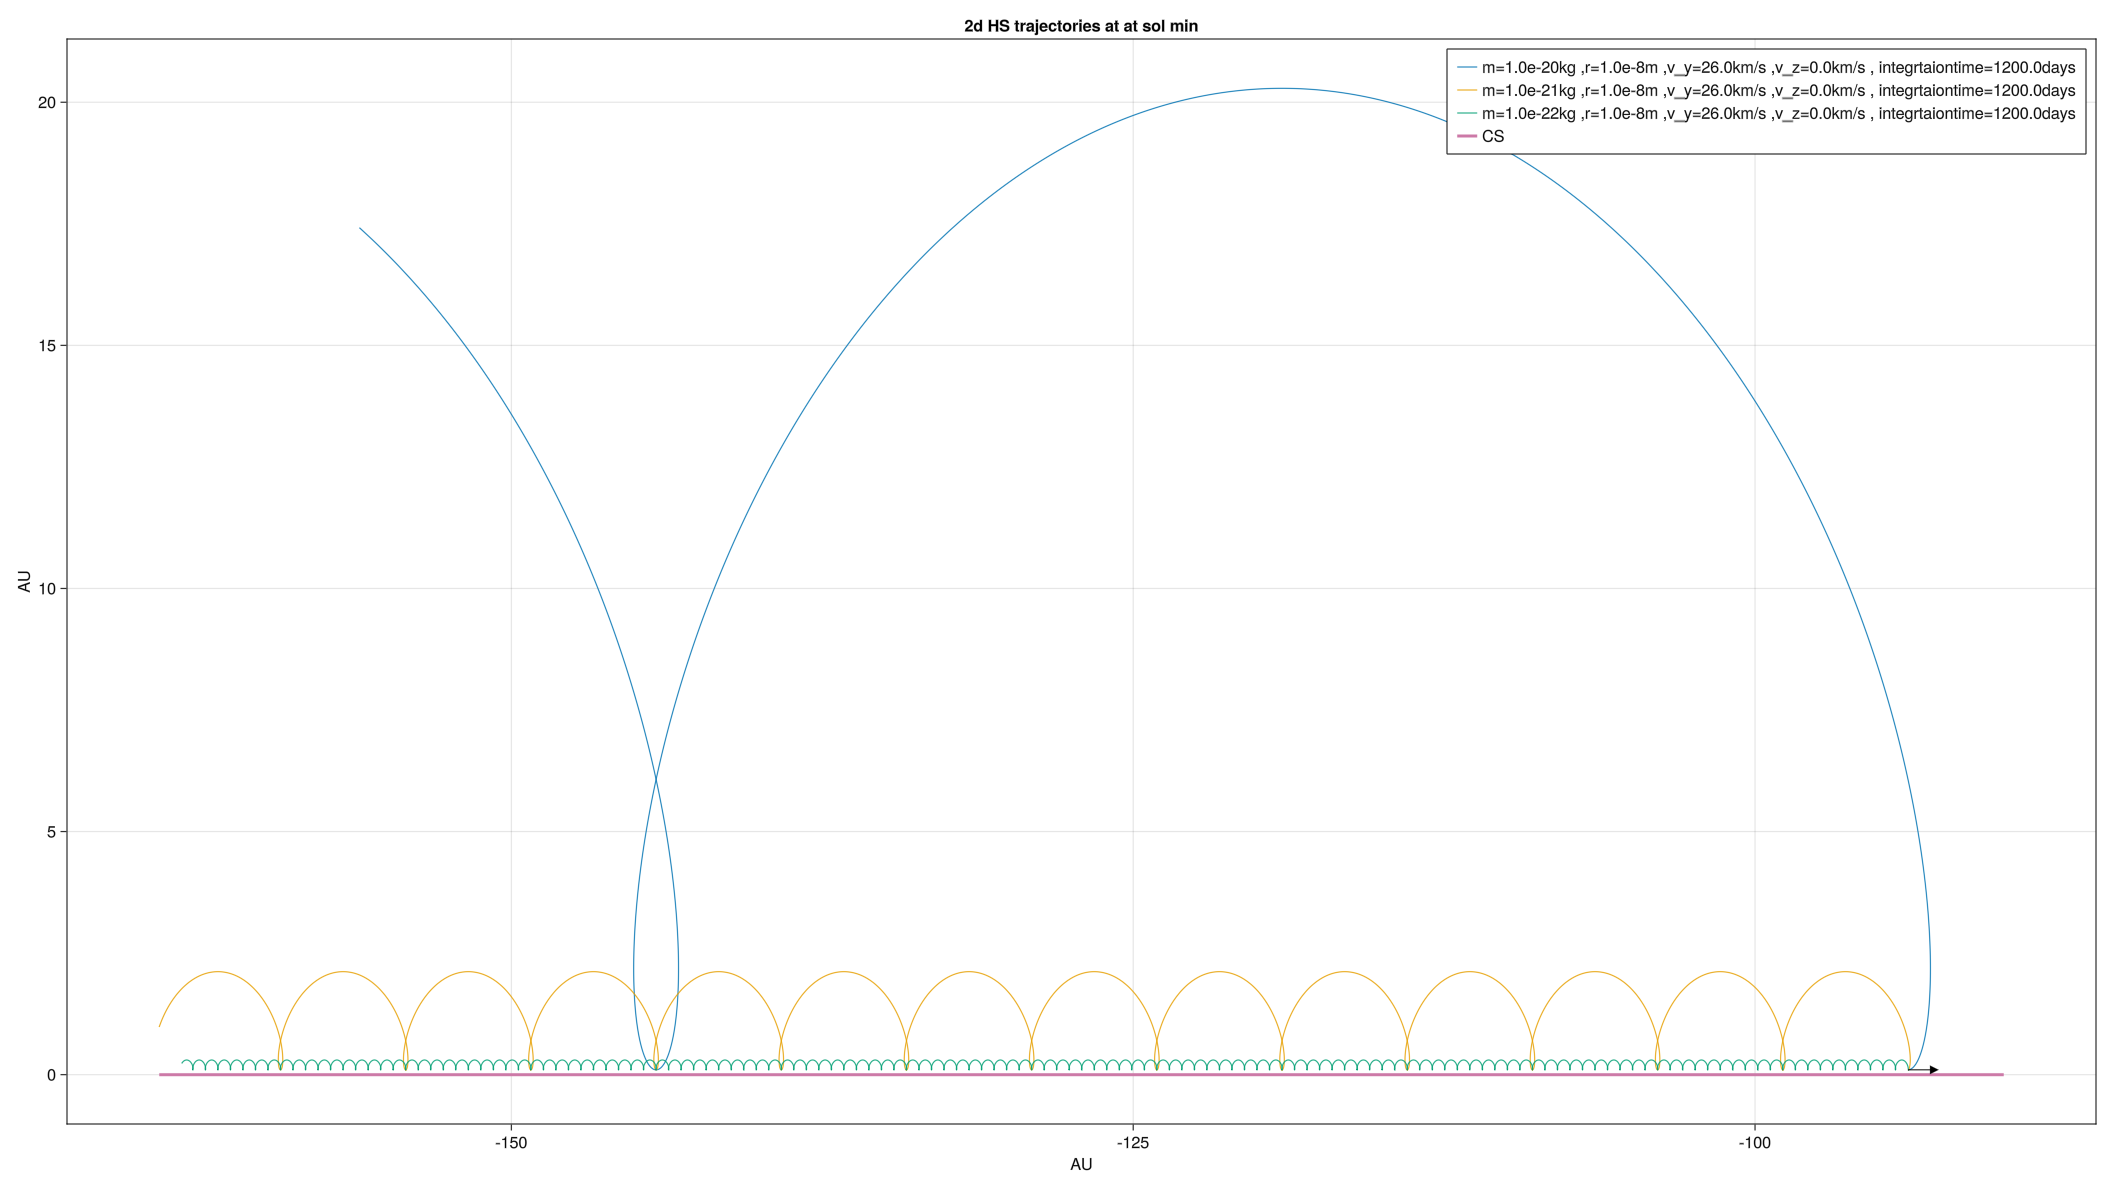 2d HS trajectories at at sol min
m=1.0e-20kg ,r=1.0e-8m ,v_y=26.0km/s ,v_z=0.0km/s , integrtaiontime=1200.0days
m=1.0e-21kg ,r=1.0e-8m ,v_y=26.0km/s ,v_z=0.0km/s , integrtaiontime=1200.0days
m=1.0e-22kg ,r=1.0e-8m ,v_y=26.0km/s ,v_z=0.0km/s , integrtaiontime=1200.0days
CS
20
15
10
5
0
AU
-150
-125
-100
AU